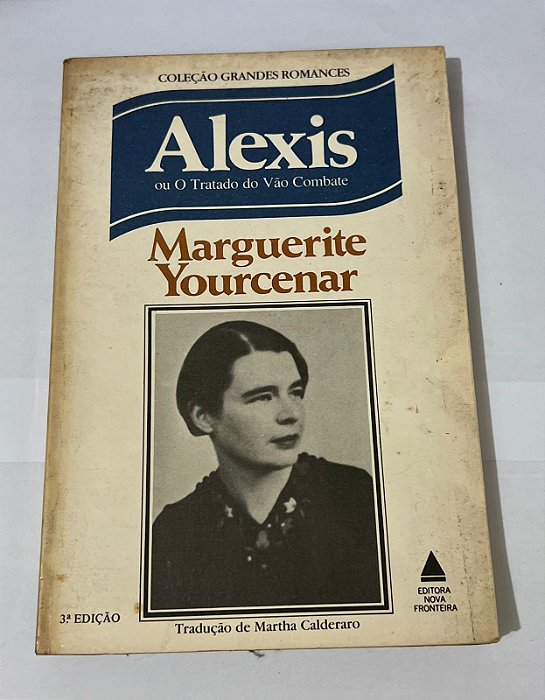 COLEÇÃO GRANDES ROMANCES
Alexis
ou O Tratado do Vão Combate
Marguerite
Yourcenar
3ª EDIÇÃO
EDITORA
NOVA
FRONTEIRA
Tradução de Martha Calderaro